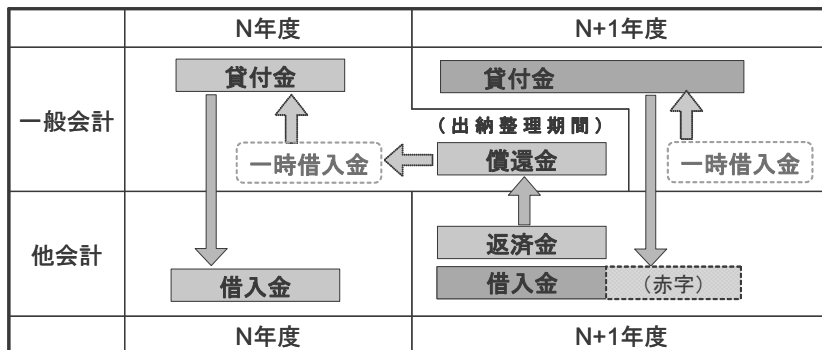 N年度
N+1年度
貸付金
貸付金
一般会計
(出納整理期間)
一時借入金
償還金
一時借入金
他会計
返済金
借入金
借入金
(赤字)
N年度
N+1年度